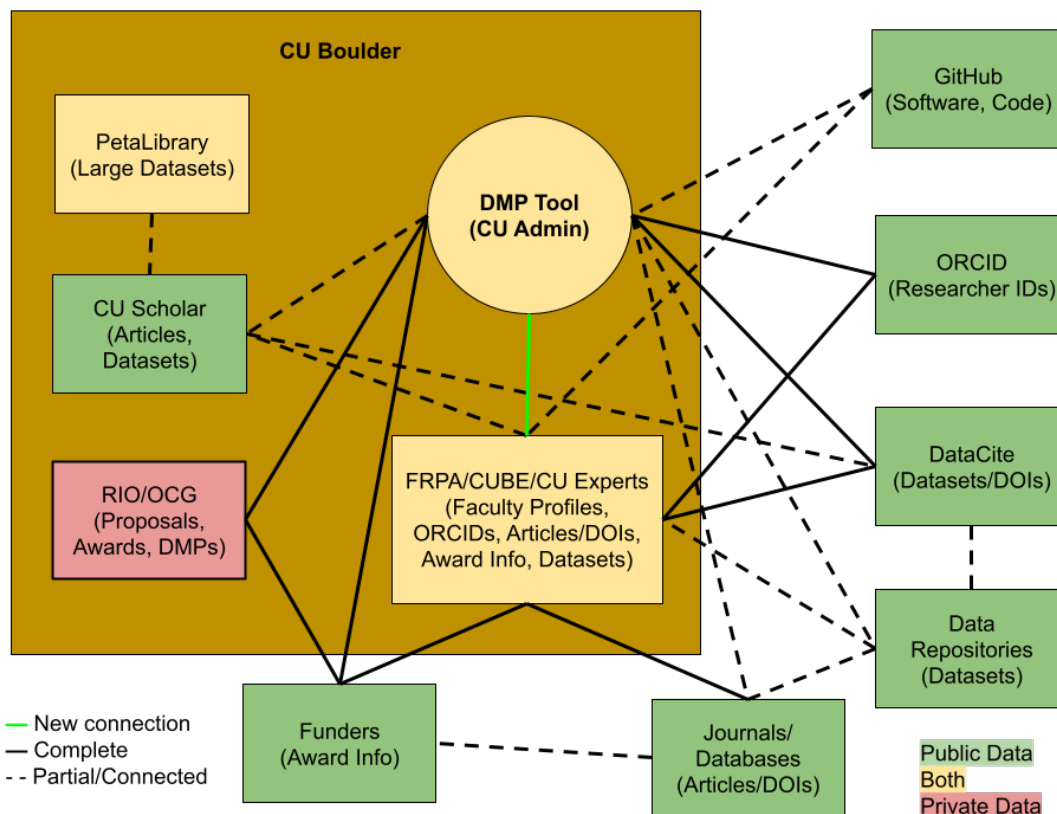 CU Boulder
PetaLibrary
(Large Datasets)
DMP Tool
(CU Admin)
GitHub
(Software, Code)
CU Scholar
(Articles,
Datasets)
ORCID
(Researcher IDs)
RIO/OCG
(Proposals,
Awards, DMPs)
FRPA/CUBE/CU Experts
(Faculty Profiles,
ORCIDs, Articles/DOIs,
Award Info, Datasets)
DataCite
(Datasets/DOIs)
Data
Repositories
(Datasets)
Funders
(Award Info)
Journals/
Databases
(Articles/DOIs)
New connection
Complete
Partial/Connected
Public Data
Both
Private Data